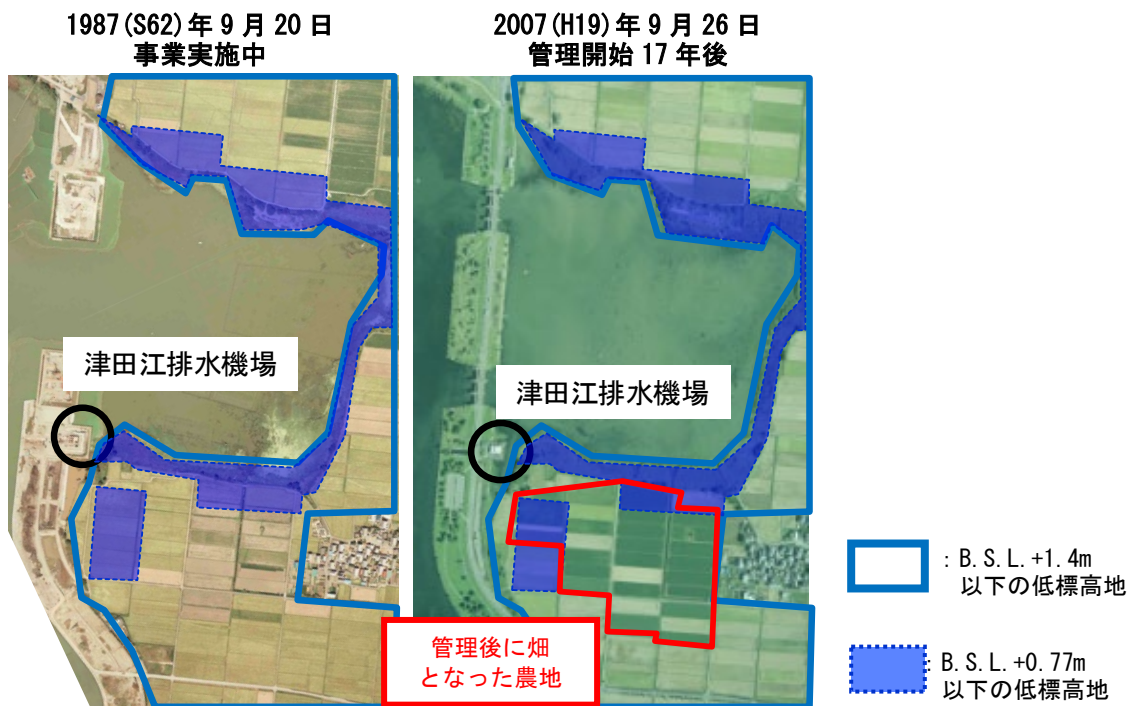 1987(S62)年9月20日
事業実施中
2007(H19)年9月26日
管理開始17年後
津田江排水機場
津田江排水機場
管理後に畑
となった農地
: B.S.L.+1.4m
以下の低標高地
: B.S.L.+0.77m
以下の低標高地